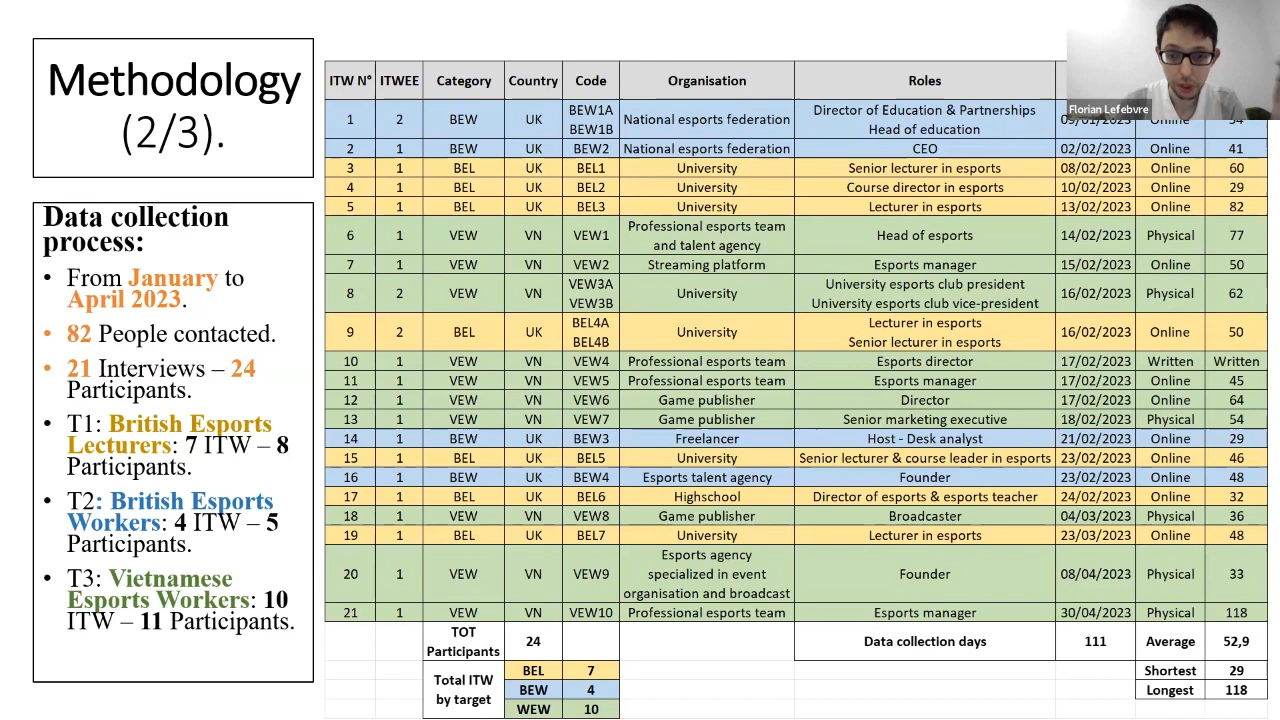 Methodology
(2/3).
Data collection
process:
• From January to
April 2023.
• 82 People contacted.
• 21 Interviews – 24
Participants.
• T1: British Esports
Lecturers: 7 ITW – 8
Participants.
• T2: British Esports
Workers: 4 ITW – 5
Participants.
• T3: Vietnamese
Esports Workers: 10
ITW – 11 Participants.
ITW N° ITWEE Category Country Code Organisation Roles
Florian Lefebvre
1 2 BEW UK BEW1A BEW1B National esports federation Director of Education & Partnerships Head of education
2 1 BEW UK BEW2 National esports federation CEO 02/02/2023 Online 41
3 1 BEL UK BEL1 University Senior lecturer in esports 08/02/2023 Online 60
4 1 BEL UK BEL2 University Course director in esports 10/02/2023 Online 29
5 1 BEL UK BEL3 University Lecturer in esports 13/02/2023 Online 82
6 1 VEW VN VEW1 Professional esports team and talent agency Head of esports 14/02/2023 Physical 77
7 1 VEW VN VEW2 Streaming platform Esports manager 15/02/2023 Online 50
8 2 VEW VN VEW3A VEW3B University University esports club president University esports club vice-president 16/02/2023 Physical 62
9 2 BEL UK BEL4A BEL4B University Lecturer in esports Senior lecturer in esports 16/02/2023 Online 50
10 1 VEW VN VEW4 Professional esports team Esports director 17/02/2023 Written Written
11 1 VEW VN VEW5 Professional esports team Esports manager 17/02/2023 Online 45
12 1 VEW VN VEW6 Game publisher Director 17/02/2023 Online 64
13 1 VEW VN VEW7 Game publisher Senior marketing executive 18/02/2023 Physical 54
14 1 BEW UK BEW3 Freelancer Host - Desk analyst 21/02/2023 Online 29
15 1 BEL UK BEL5 University Senior lecturer & course leader in esports 23/02/2023 Online 46
16 1 BEW UK BEW4 Esports talent agency Founder 23/02/2023 Online 48
17 1 BEL UK BEL6 Highschool Director of esports & esports teacher 24/02/2023 Online 32
18 1 VEW VN VEW8 Game publisher Broadcaster 04/03/2023 Physical 36
19 1 BEL UK BEL7 University Lecturer in esports 23/03/2023 Online 48
20 1 VEW VN VEW9 Esports agency specialized in event organisation and broadcast Founder 08/04/2023 Physical 33
21 1 VEW VN VEW10 Professional esports team Esports manager 30/04/2023 Physical 118
TOT Participants 24 Data collection days 111 Average 52,9
Total ITW by target BEL 7 Shortest 29
BEW 4 Longest 118
WEW 10